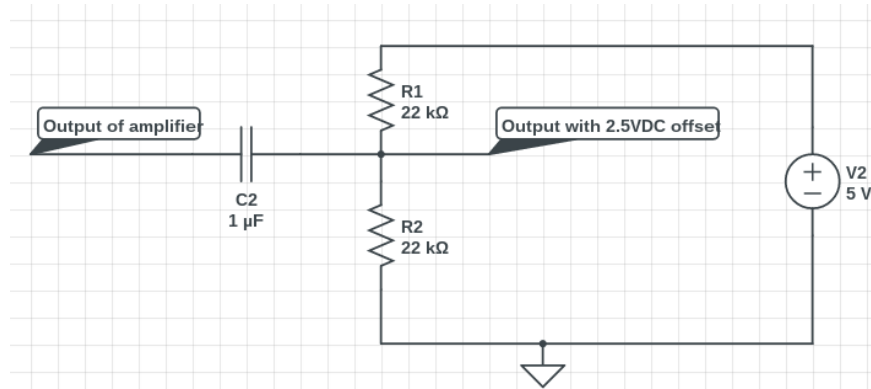 R1
22 kΩ
Output of amplifier
Output with 2.5VDC offset
V2
5 V
C2
1 µF
R2
22 kΩ